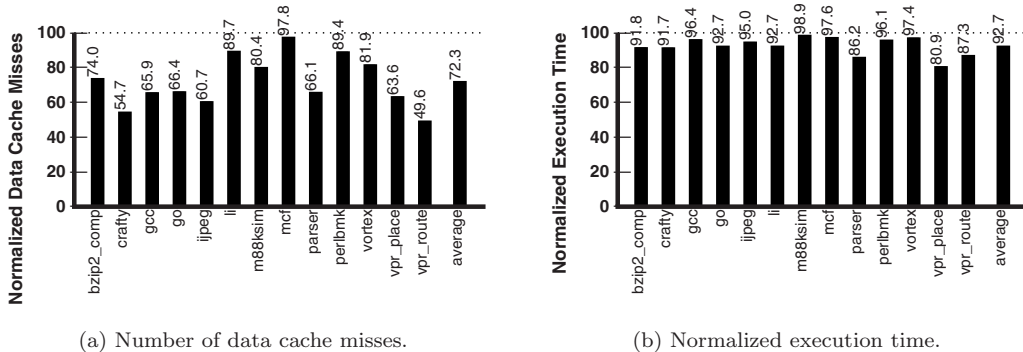 Normalized Data Cache Misses
100
80
60
40
20
0
74.0
54.7
65.9
66.4
60.7
89.7
80.4
97.8
66.1
89.4
81.9
63.6
49.6
72.3
bzip2_comp
crafty
gcc
go
ijpeg
li
m88ksim
mcf
parser
perlbmk
vortex
vpr_place
vpr_route
average
(a) Number of data cache misses.
Normalized Execution Time
100
80
60
40
20
0
91.8
91.7
96.4
92.7
95.0
92.7
98.9
97.6
86.2
96.1
97.4
80.9
87.3
92.7
bzip2_comp
crafty
gcc
go
ijpeg
li
m88ksim
mcf
parser
perlbmk
vortex
vpr_place
vpr_route
average
(b) Normalized execution time.